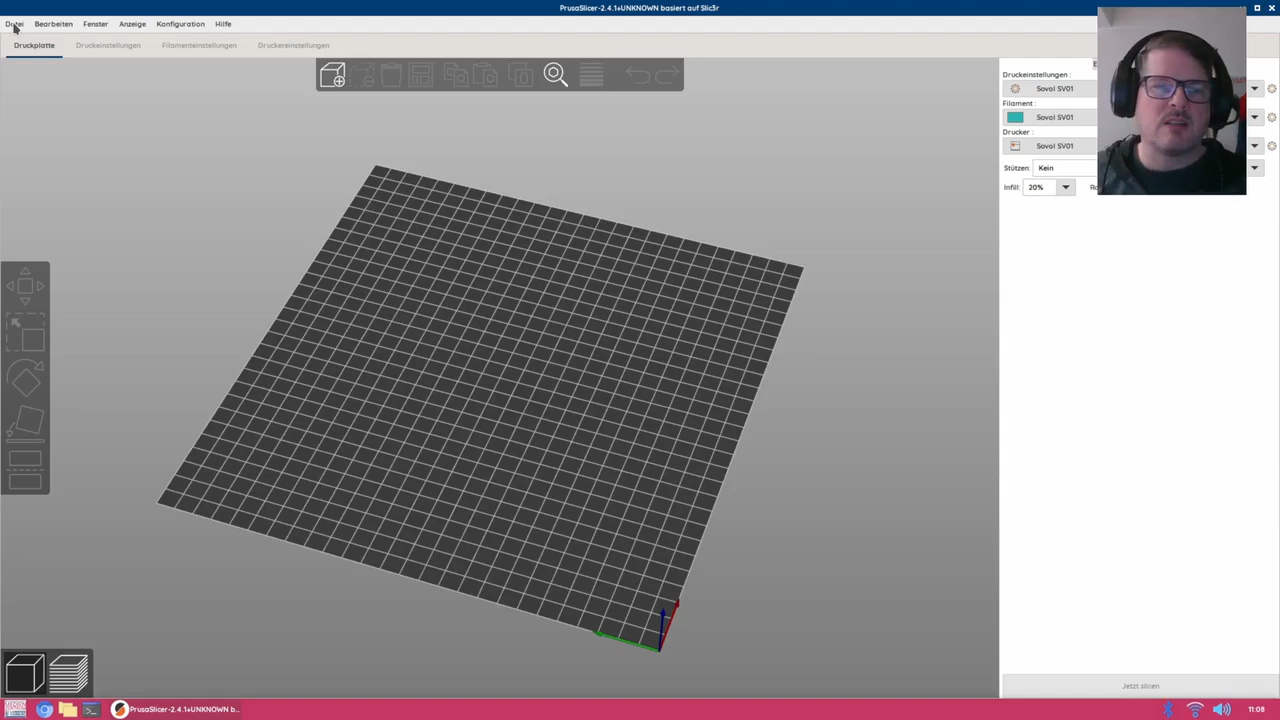 PrusaSlicer-2.4.1+UNKNOWN basiert auf Slic3r
Datei Bearbeiten Fenster Anzeige Konfiguration Hilfe
Druckplatte Druckeinstellungen Filamenteinstellungen Druckereinstellungen
Druckeinstellungen :
Sovol SV01
Filament :
Sovol SV01
Drucker :
Sovol SV01
Stützen: Kein
Infill: 20%
Jetzt slicen
PrusaSlicer-2.4.1+UNKNOWN b...
11:08